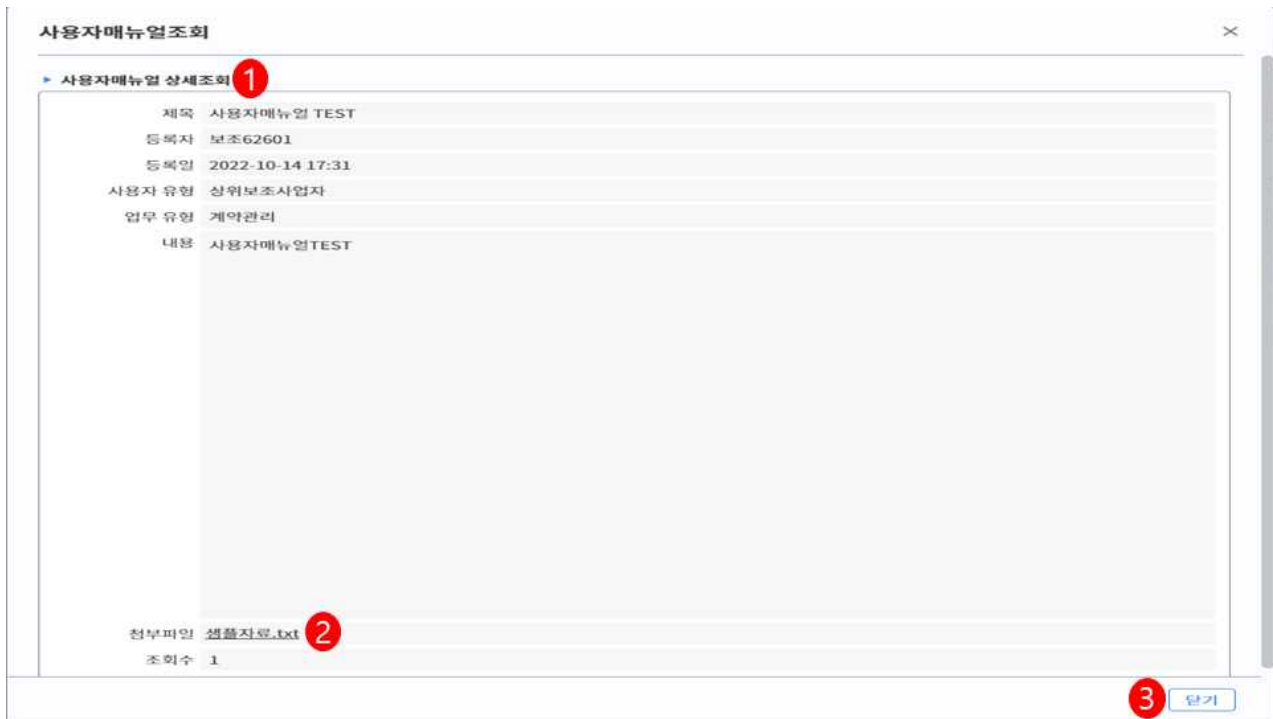 사용자매뉴얼조회 ×
▶ 사용자매뉴얼 상세조회 1
제목 사용자매뉴얼 TEST
등록자 보조62601
등록일 2022-10-14 17:31
사용자 유형 상위보조사업자
업무 유형 계약관리
내용 사용자매뉴얼TEST
첨부파일 샘플자료.txt 2
조회수 1
3 닫기